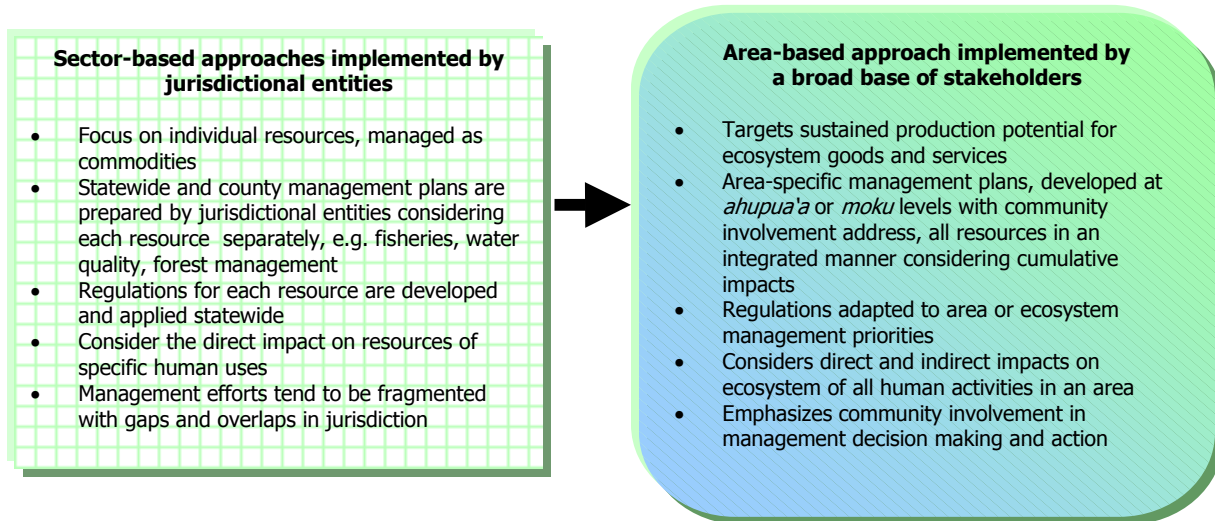 Sector-based approaches implemented by
jurisdictional entities
• Focus on individual resources, managed as
commodities
• Statewide and county management plans are
prepared by jurisdictional entities considering
each resource separately, e.g. fisheries, water
quality, forest management
• Regulations for each resource are developed
and applied statewide
• Consider the direct impact on resources of
specific human uses
• Management efforts tend to be fragmented
with gaps and overlaps in jurisdiction
Area-based approach implemented by
a broad base of stakeholders
• Targets sustained production potential for
ecosystem goods and services
• Area-specific management plans, developed at
ahupua'a or moku levels with community
involvement address, all resources in an
integrated manner considering cumulative
impacts
• Regulations adapted to area or ecosystem
management priorities
• Considers direct and indirect impacts on
ecosystem of all human activities in an area
• Emphasizes community involvement in
management decision making and action